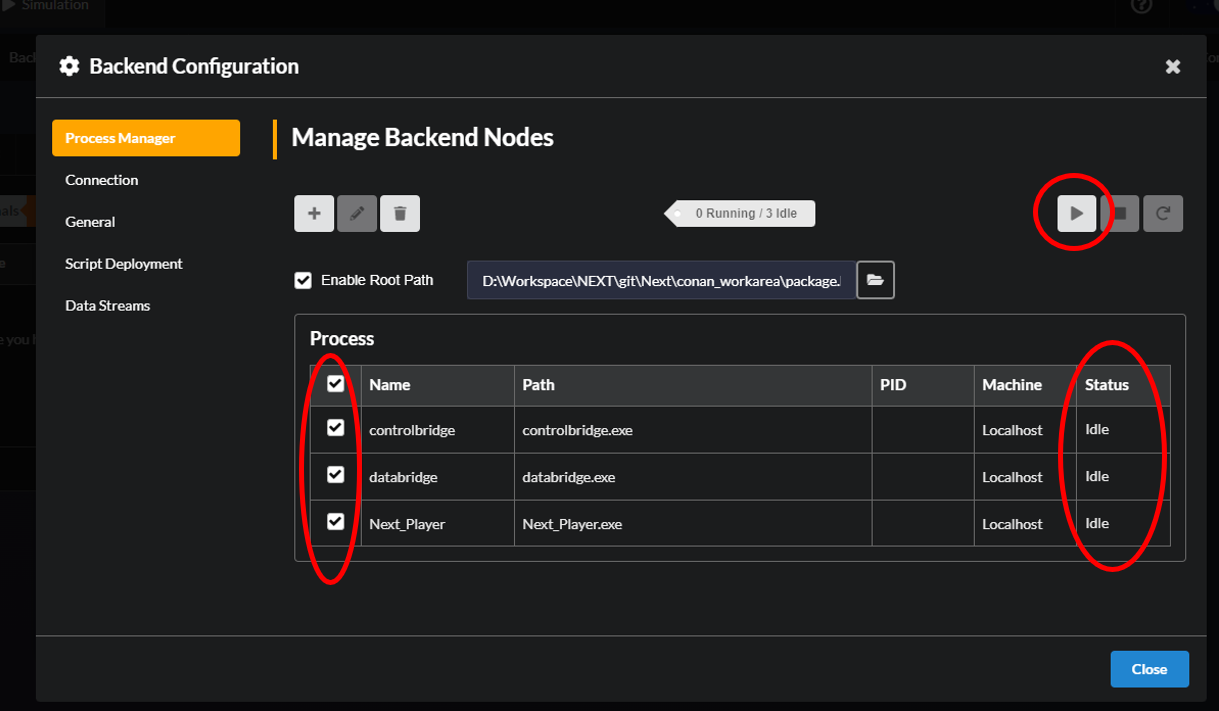 Simulation
Back
Backend Configuration
Process Manager
Manage Backend Nodes
Connection
General
Script Deployment
Data Streams
0 Running / 3 Idle
Enable Root Path
D:\Workspace\NEXT\git\Next\conan_workarea\package.
Process
Name Path PID Machine Status
controlbridge controlbridge.exe Localhost Idle
databridge databridge.exe Localhost Idle
Next_Player Next_Player.exe Localhost Idle
Close